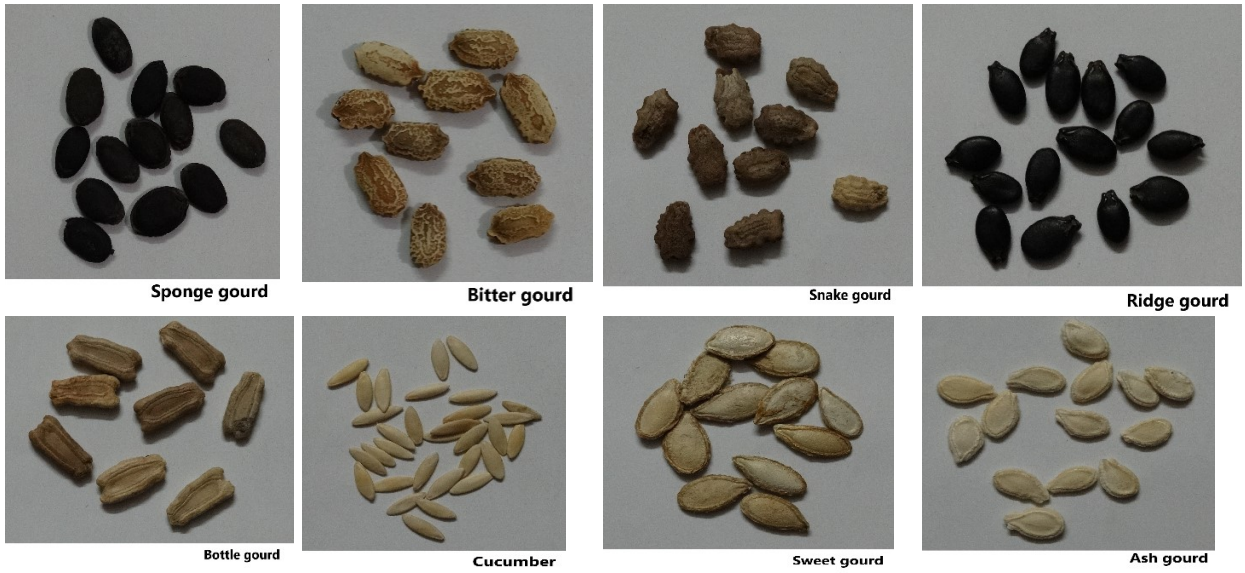 Sponge gourd
Bitter gourd
Snake gourd
Ridge gourd
Bottle gourd
Cucumber
Sweet gourd
Ash gourd